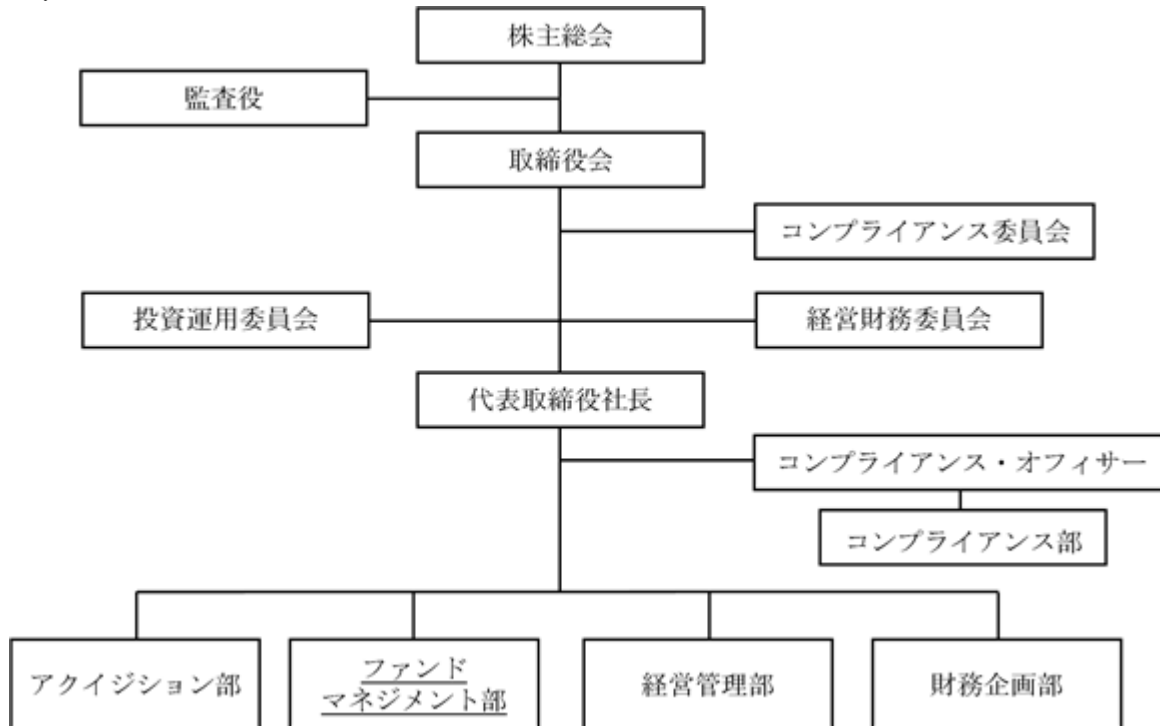 株主総会
監査役
取締役会
コンプライアンス委員会
投資運用委員会
経営財務委員会
代表取締役社長
コンプライアンス・オフィサー
コンプライアンス部
アクイジション部
ファンド
マネジメント部
経営管理部
財務企画部